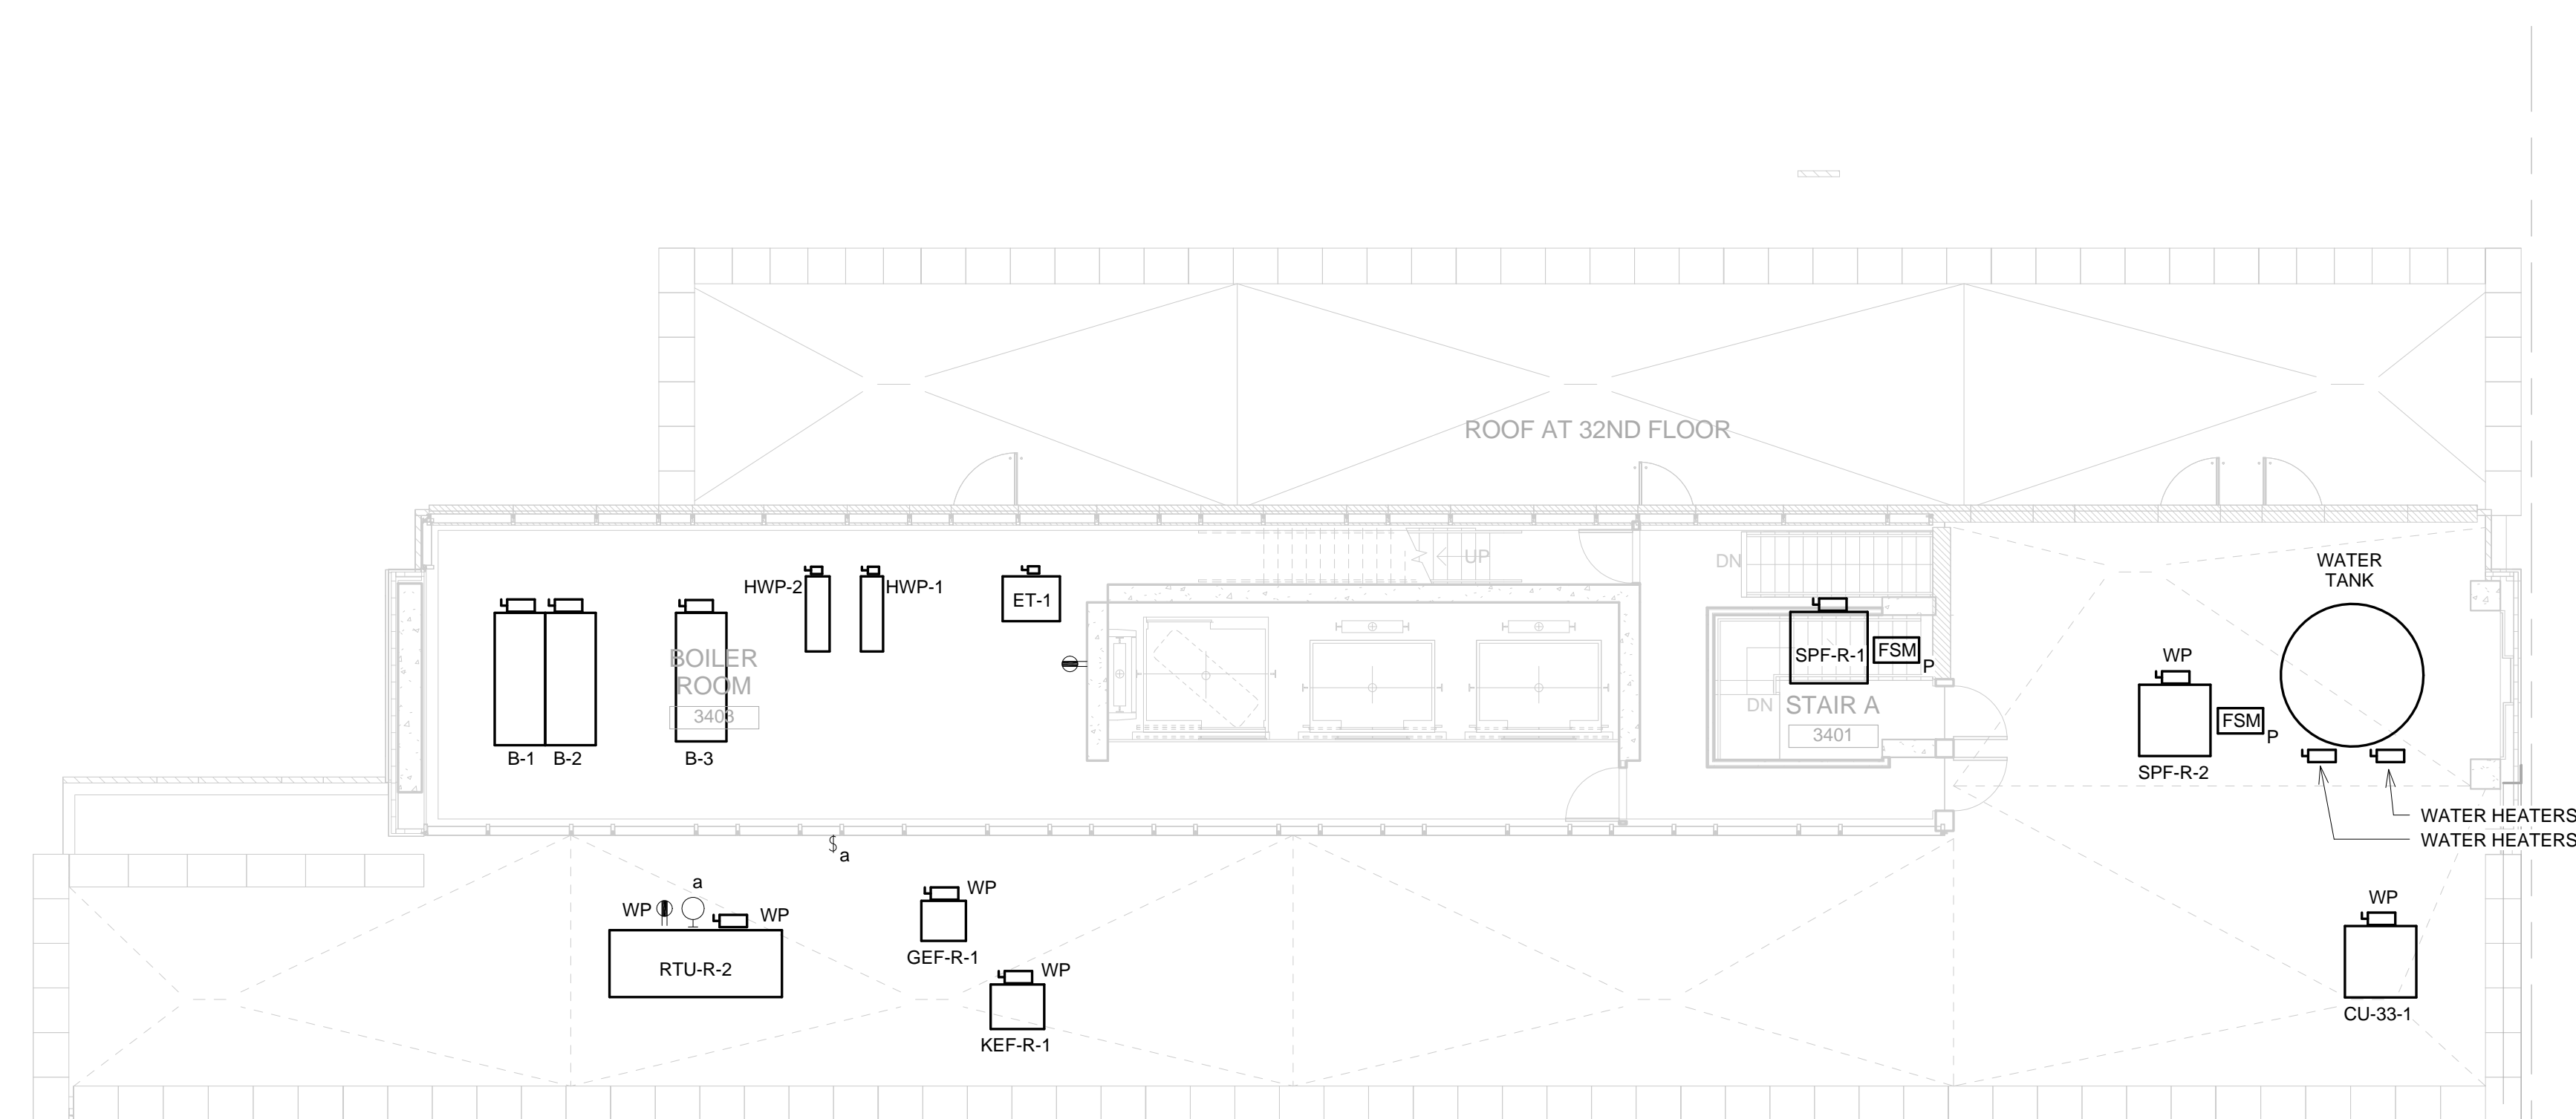 ROOF AT 32ND FLOOR
UP
DN
WATER
TANK
HWP-2
HWP-1
ET-1
BOILER
ROOM
3403
SPF-R-1
FSM
P
WP
STAIR A
DN
3401
FSM
P
B-1
B-2
B-3
SPF-R-2
WATER HEATERS
WATER HEATERS
a
a
WP
WP
WP
GEF-R-1
RTU-R-2
WP
KEF-R-1
WP
CU-33-1